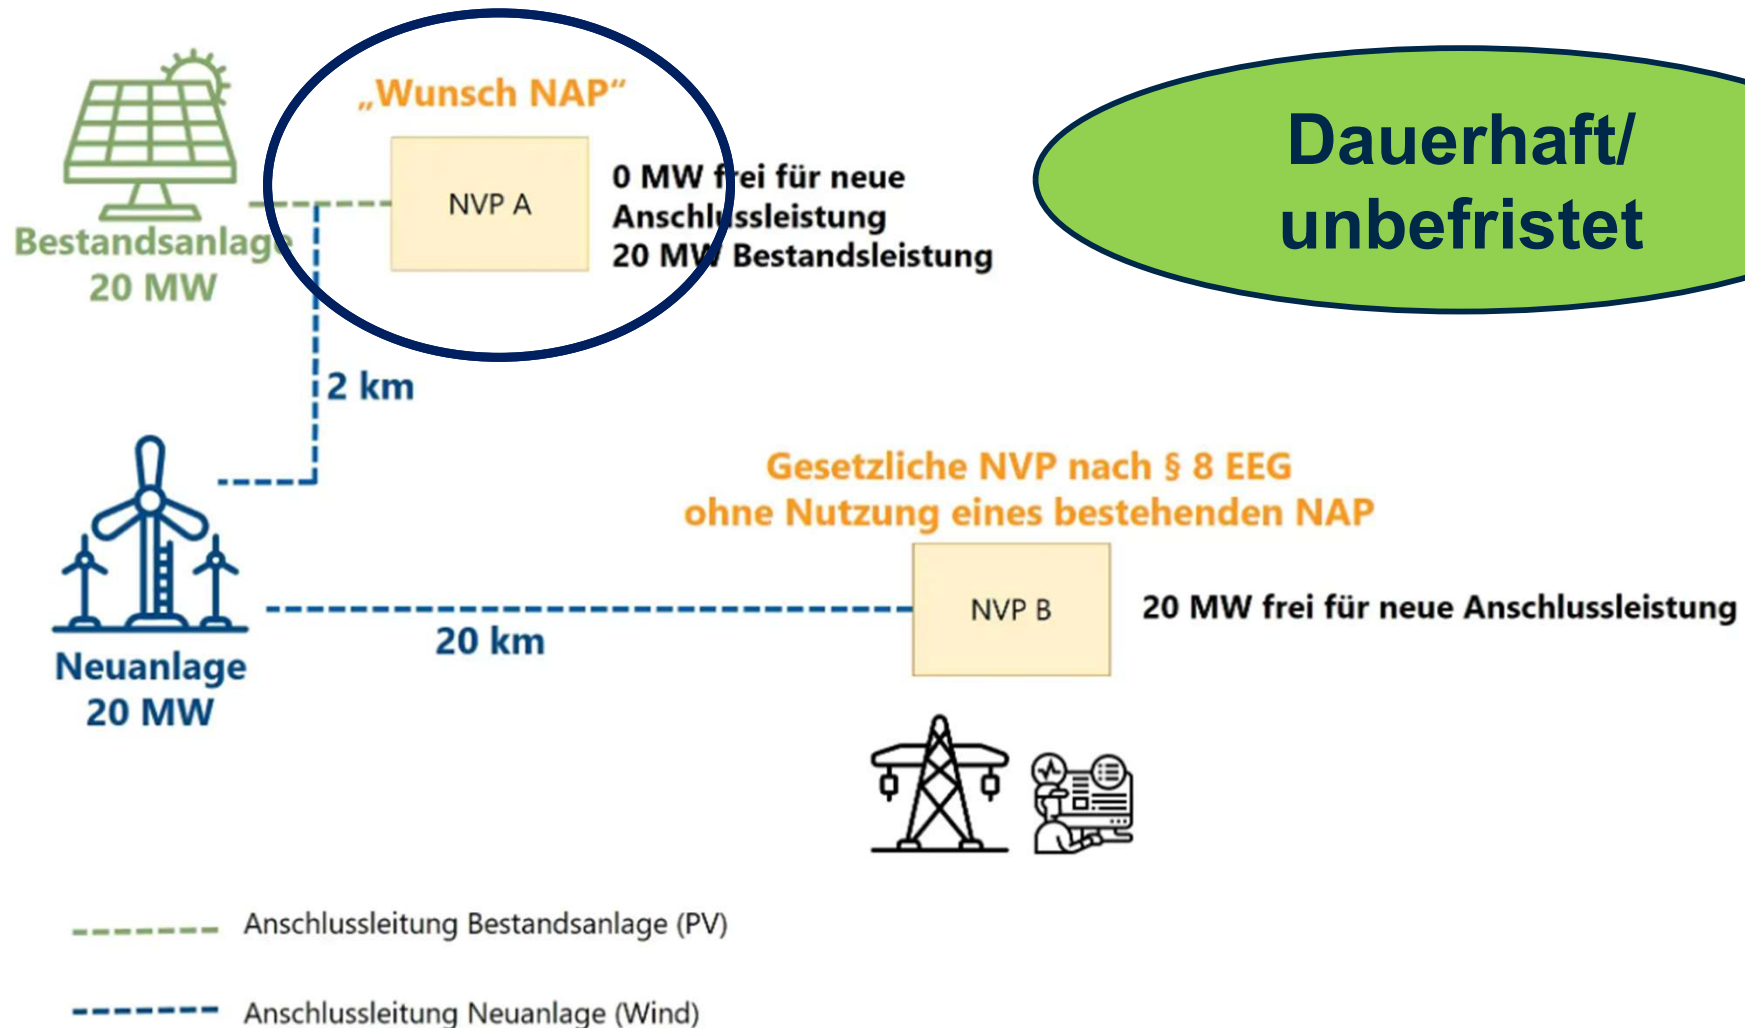 „Wunsch NAP“
NVP A
0 MW frei für neue
Anschlussleistung
20 MW Bestandsleistung
Dauerhaft/
unbefristet
Bestandsanlage
20 MW
2 km
Gesetzliche NVP nach § 8 EEG
ohne Nutzung eines bestehenden NAP
NVP B
20 MW frei für neue Anschlussleistung
20 km
Neuanlage
20 MW
Anschlussleitung Bestandsanlage (PV)
Anschlussleitung Neuanlage (Wind)